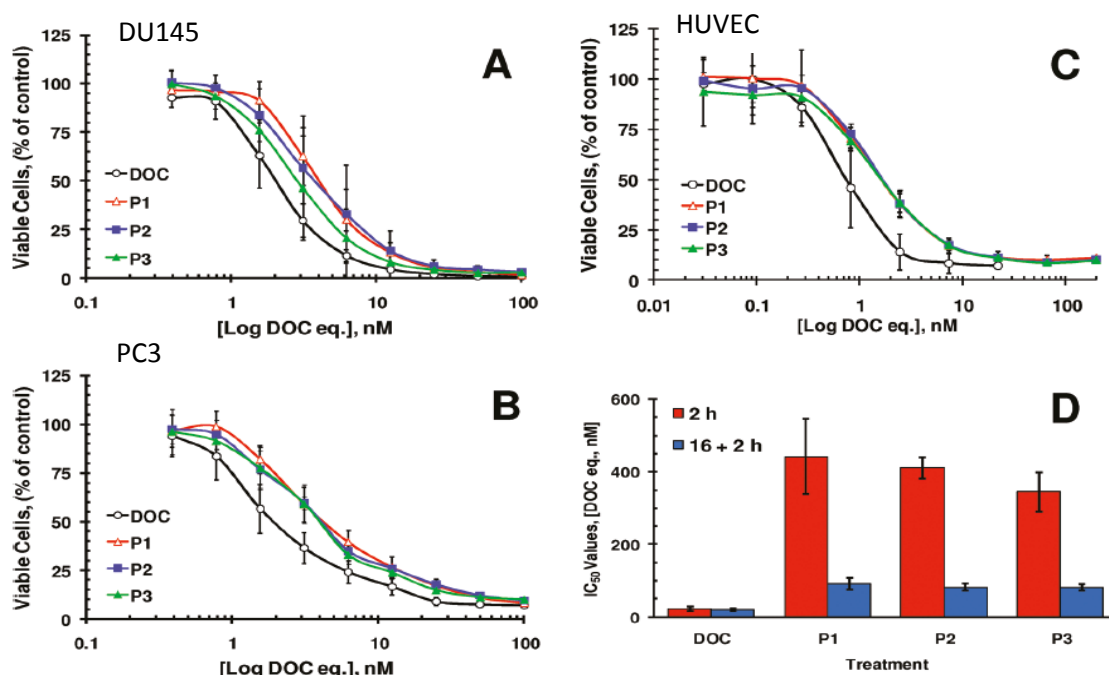 DU145
A
Viable Cells, (% of control)
125
100
75
50
25
0
DOC
P1
P2
P3
0.1
1
10
100
[Log DOC eq.], nM
HUVEC
C
Viable Cells, (% of control)
125
100
75
50
25
0
DOC
P1
P2
P3
0.01
0.1
1
10
100
[Log DOC eq.], nM
PC3
B
Viable Cells, (% of control)
125
100
75
50
25
0
DOC
P1
P2
P3
0.1
1
10
100
[Log DOC eq.], nM
D
IC50 Values, [DOC eq., nM]
600
400
200
0
2 h
16 + 2 h
DOC
P1
P2
P3
Treatment